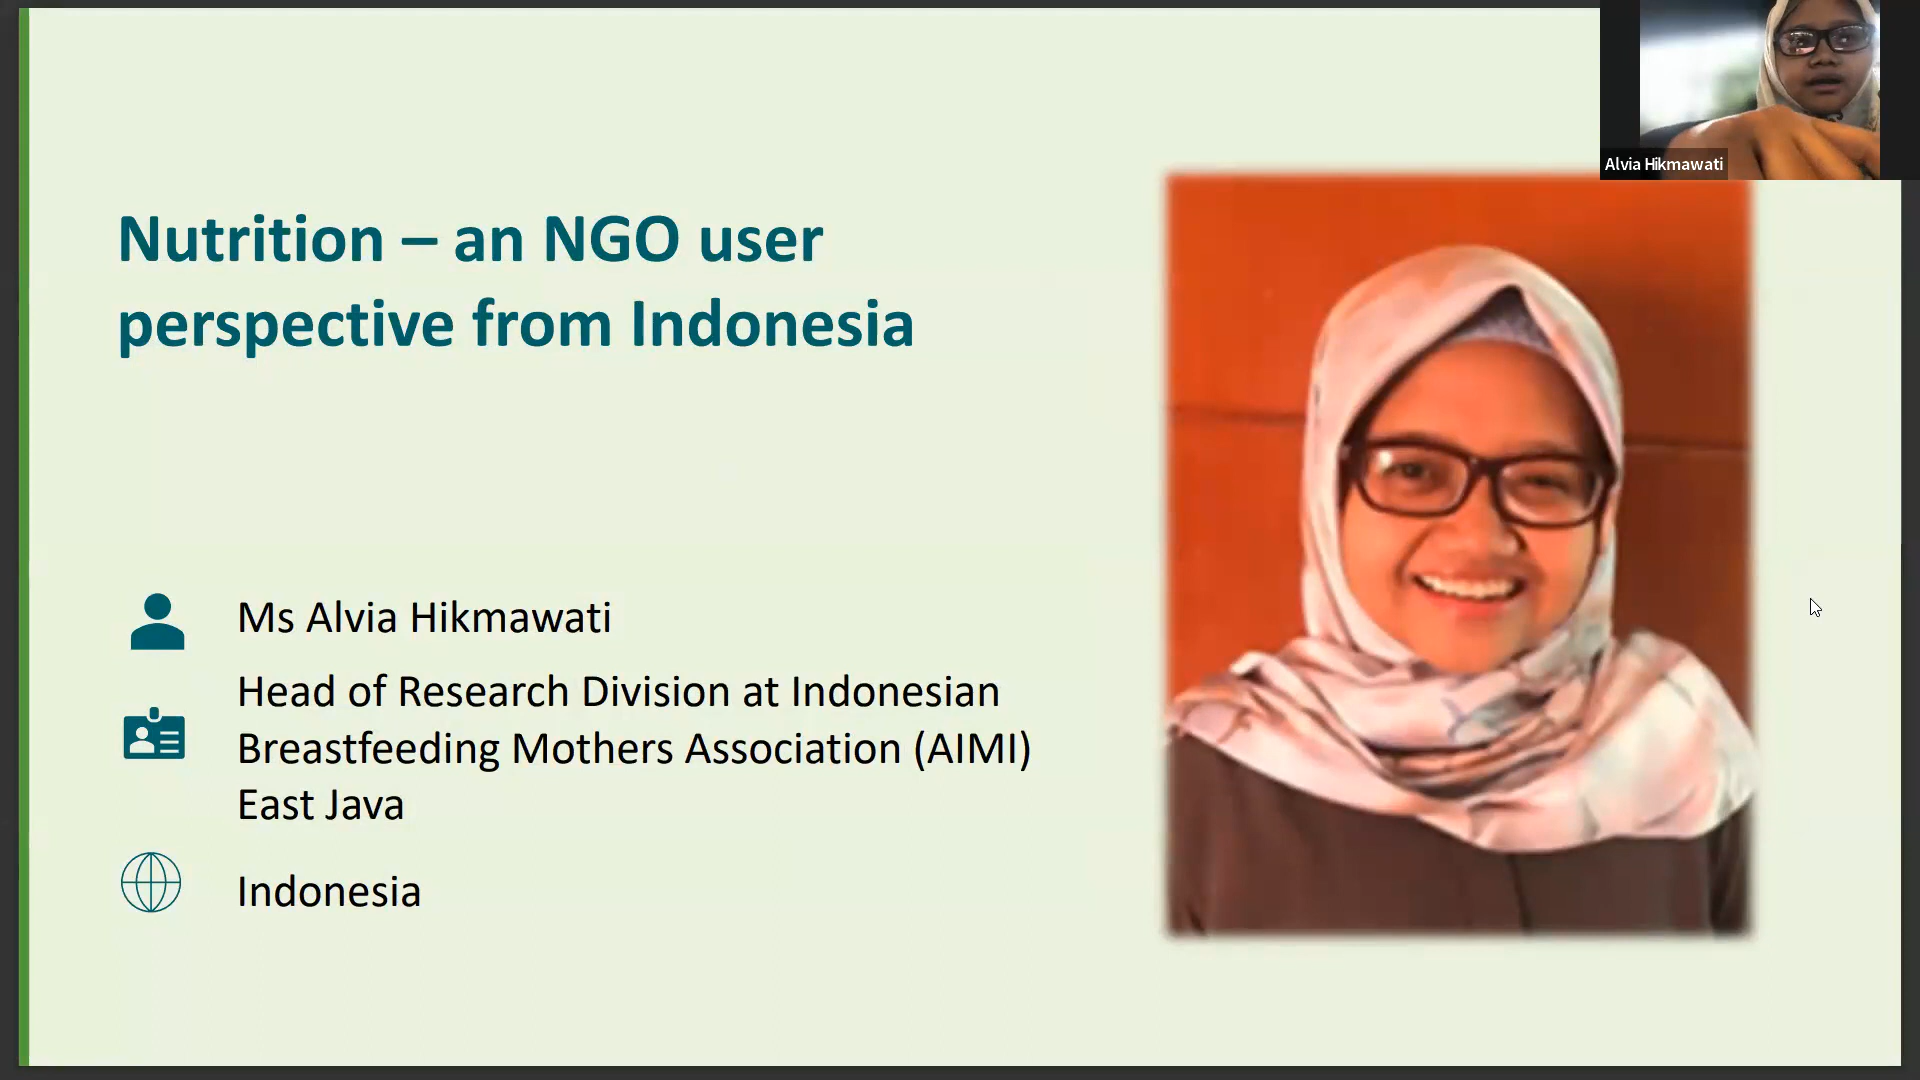 Alvia Hikmawati
Nutrition – an NGO user
perspective from Indonesia
Ms Alvia Hikmawati
Head of Research Division at Indonesian
Breastfeeding Mothers Association (AIMI)
East Java
Indonesia